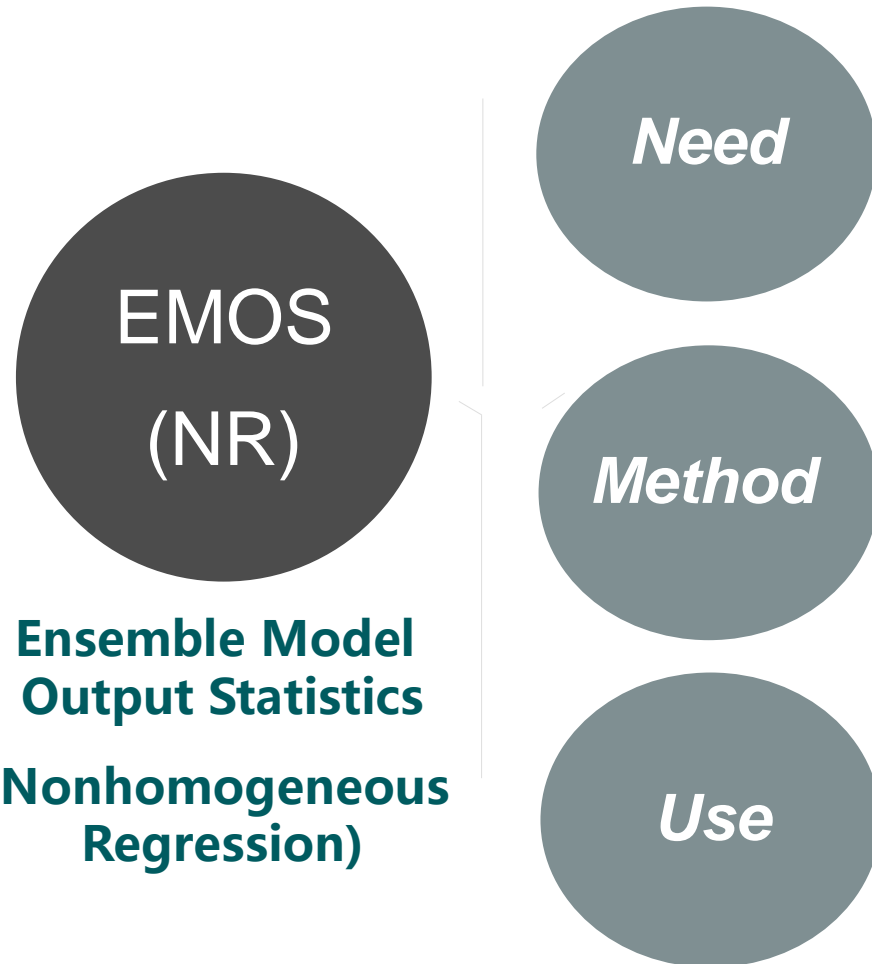 EMOS
(NR)
Ensemble Model
Output Statistics
Nonhomogeneous
Regression)
Need
Method
Use